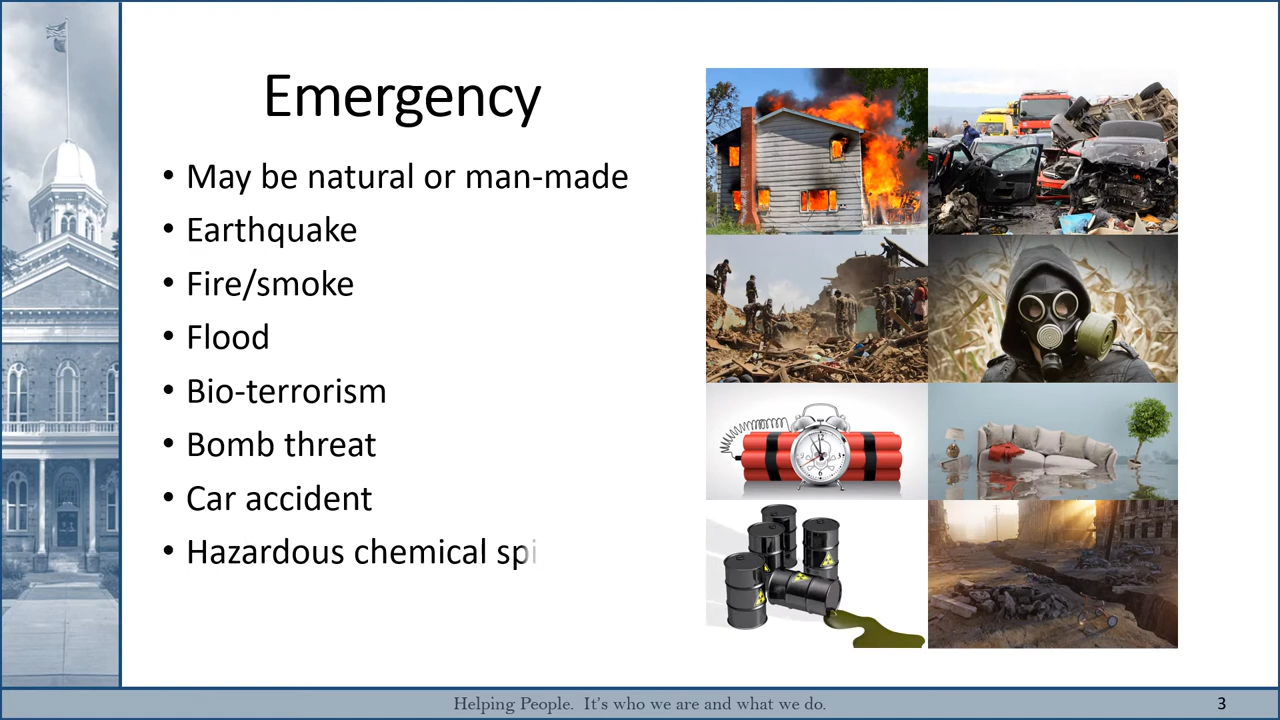 Emergency
• May be natural or man-made
• Earthquake
• Fire/smoke
• Flood
• Bio-terrorism
• Bomb threat
• Car accident
• Hazardous chemical spi
Helping People. It's who we are and what we do.
3